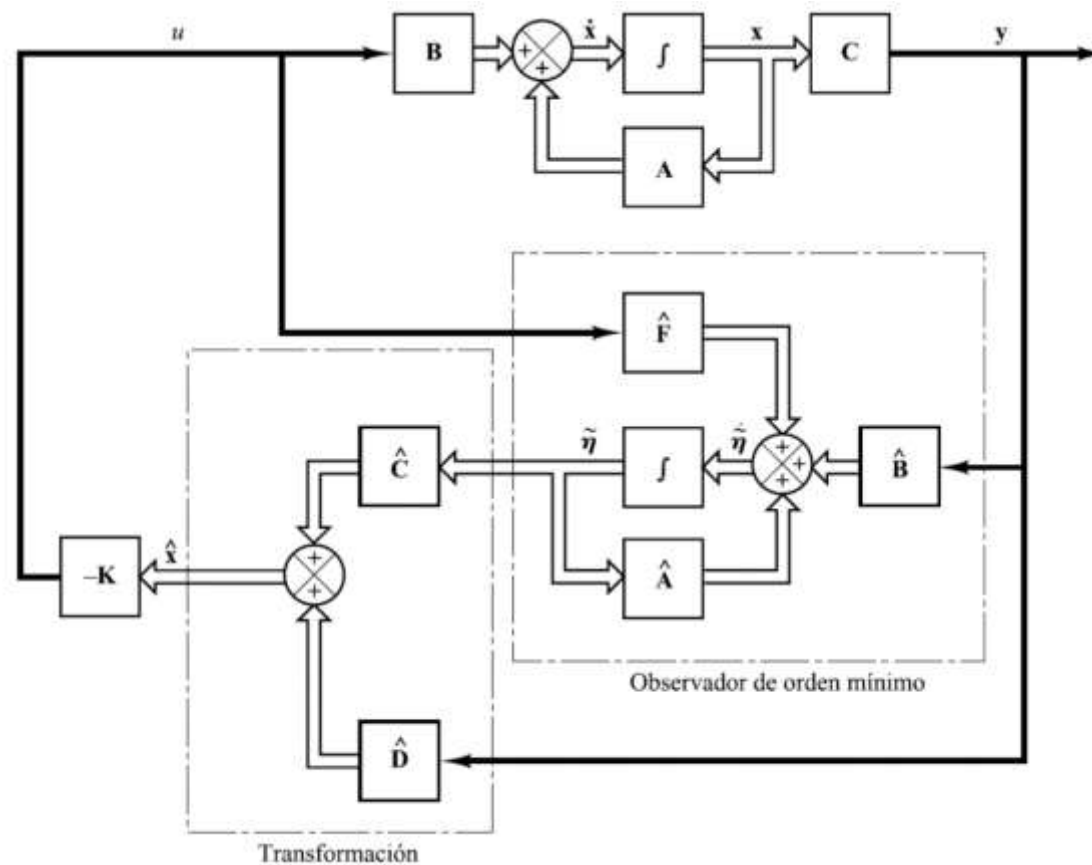 u
B
+
+
ẋ
∫
x
C
y
A
F̂
Ĉ
η̃
∫
η̃̇
+
+
+
B̂
-K
x̂
+
+
Â
Observador de orden mínimo
D̂
Transformación